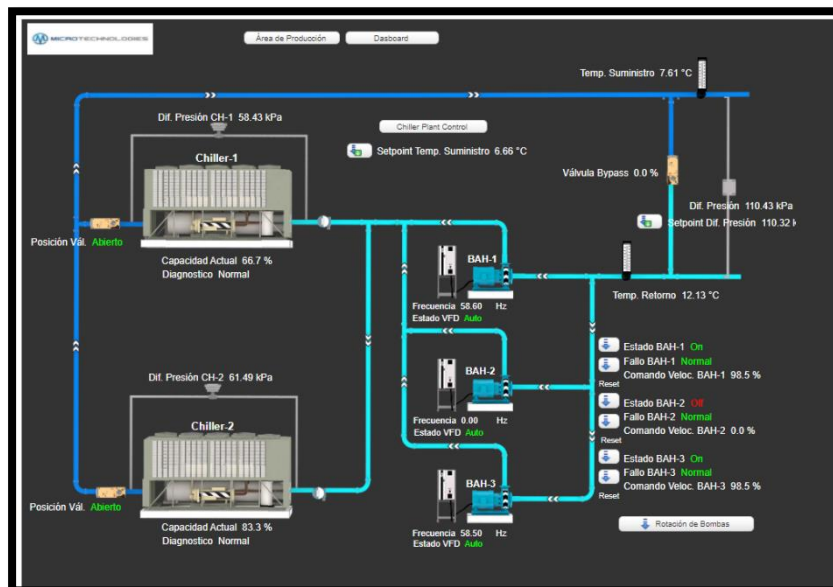 MICROTECHNOLOGIES
Área de Producción
Dasboard
Temp. Suministro 7.61 °C
Dif. Presión CH-1 58.43 kPa
Chiller Plant Control
Chiller-1
Setpoint Temp. Suministro 6.66 °C
Válvula Bypass 0.0 %
Dif. Presión 110.43 kPa
Setpoint Dif. Presión 110.32 k
Posición Vál. Abierto
Capacidad Actual 66.7 %
Diagnostico Normal
BAH-1
Temp. Retorno 12.13 °C
Frecuencia 58.60 Hz
Estado VFD Auto
Estado BAH-1 On
Fallo BAH-1 Normal
Comando Veloc. BAH-1 98.5 %
Reset
Dif. Presión CH-2 61.49 kPa
BAH-2
Estado BAH-2 Off
Fallo BAH-2 Normal
Comando Veloc. BAH-2 0.0 %
Reset
Frecuencia 0.00 Hz
Estado VFD Auto
Chiller-2
Estado BAH-3 On
Fallo BAH-3 Normal
Comando Veloc. BAH-3 98.5 %
Reset
BAH-3
Posición Vál. Abierto
Capacidad Actual 83.3 %
Diagnostico Normal
Frecuencia 58.50 Hz
Estado VFD Auto
Rotación de Bombas